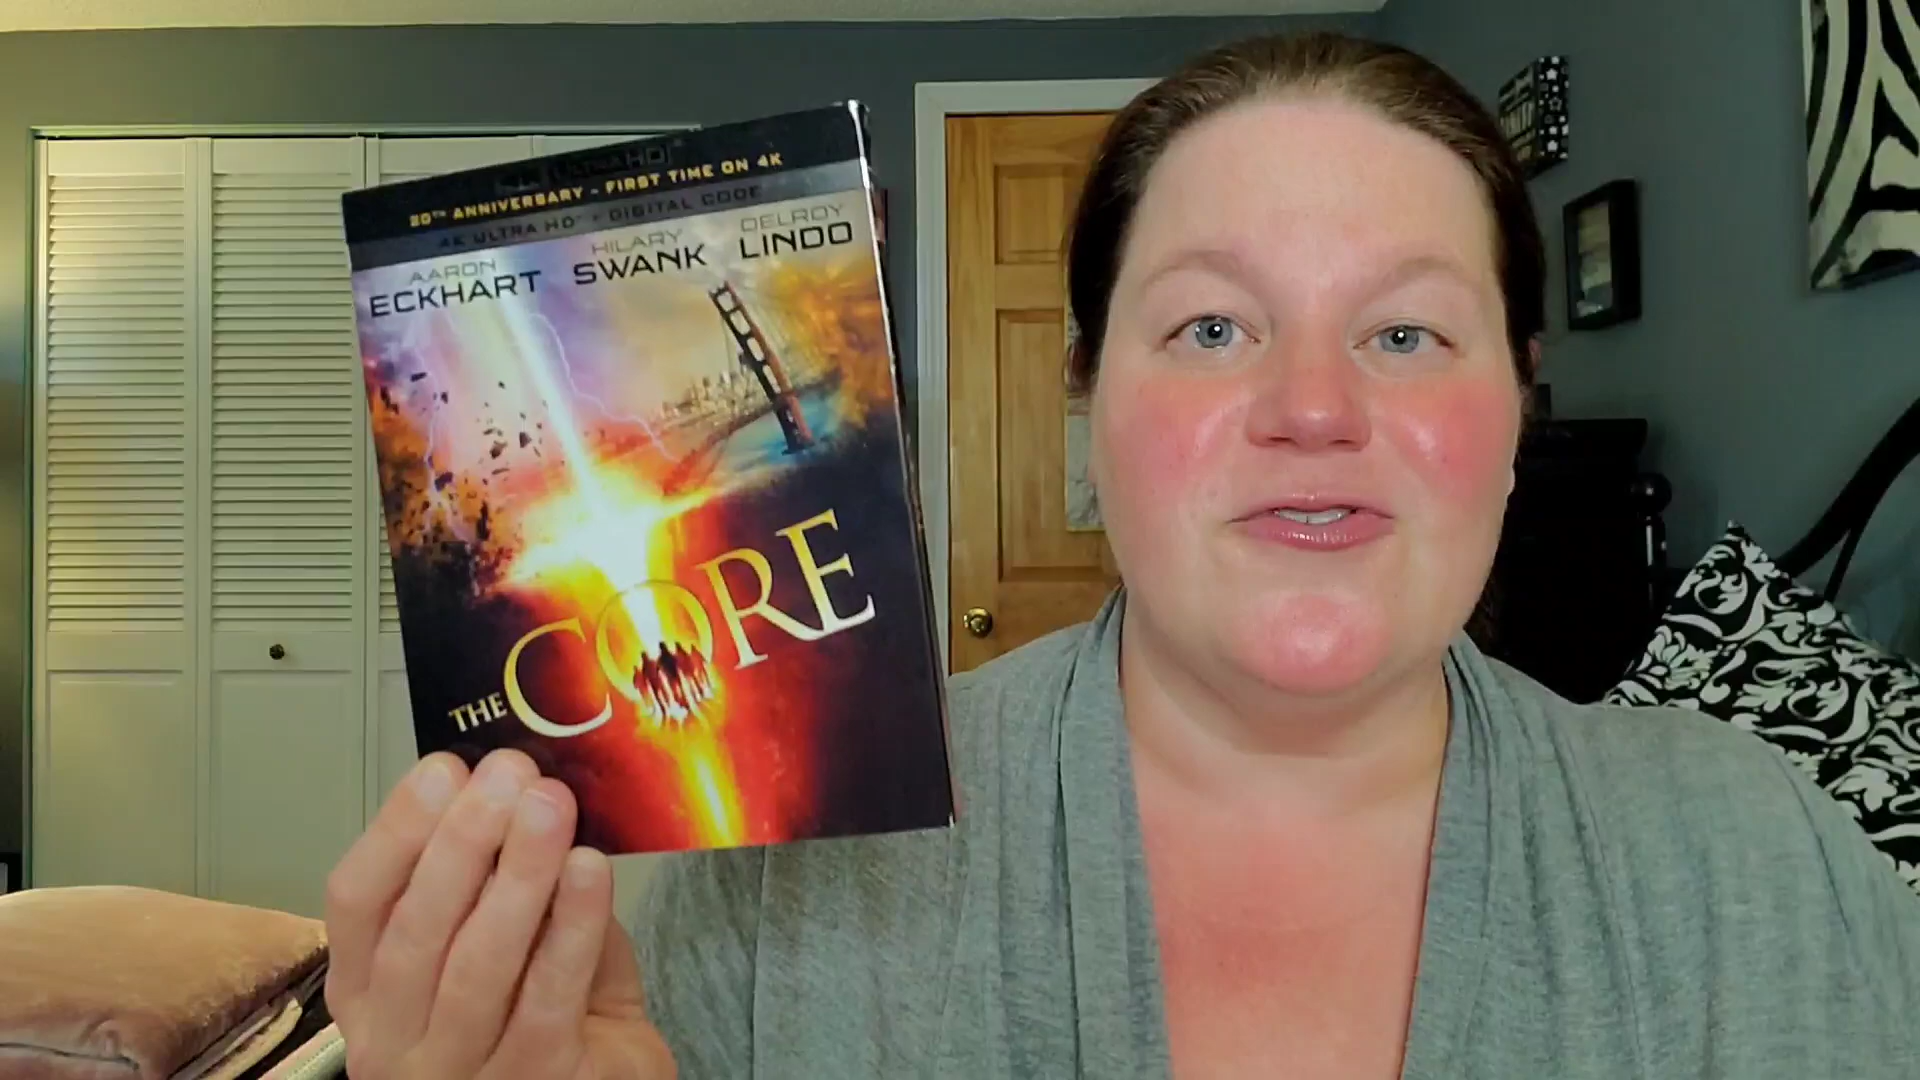 4K ULTRA HD
20TH ANNIVERSARY - FIRST TIME ON 4K
4K ULTRA HD + DIGITAL CODE
AARON ECKHART
HILARY SWANK
DELROY LINDO
THE CORE